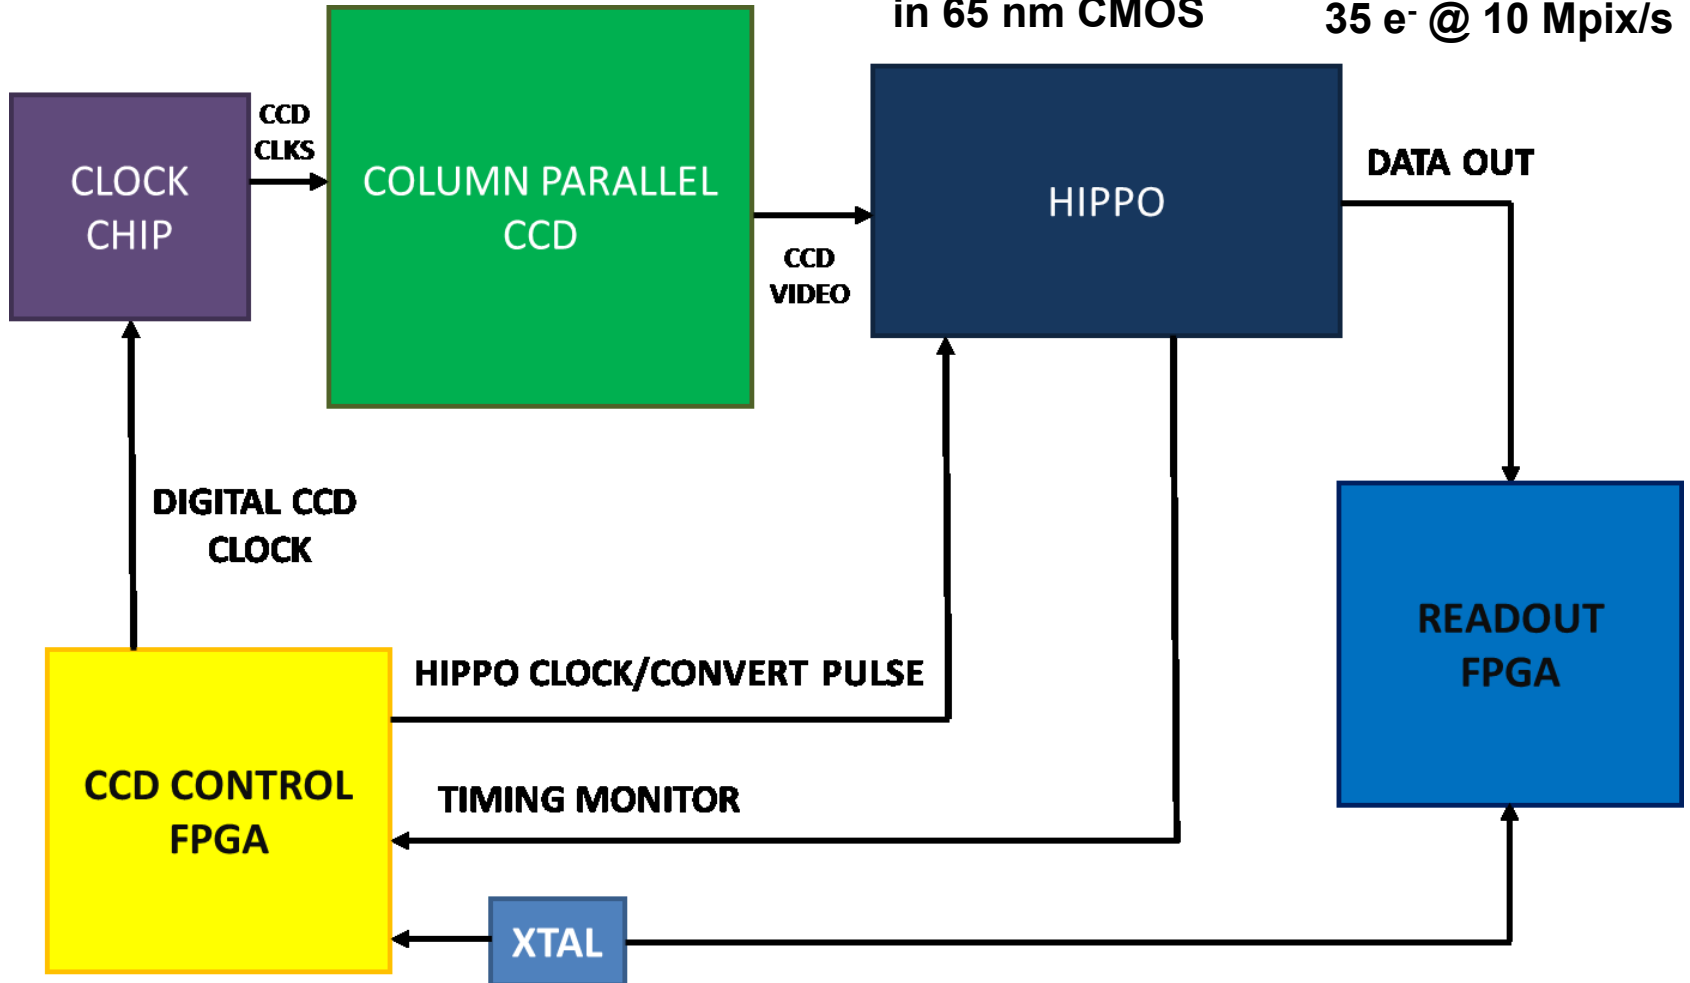 in 65 nm CMOS
35 e- @ 10 Mpix/s
CCD
CLKS
CLOCK
CHIP
COLUMN PARALLEL
CCD
HIPPO
DATA OUT
CCD
VIDEO
DIGITAL CCD
CLOCK
READOUT
FPGA
HIPPO CLOCK/CONVERT PULSE
CCD CONTROL
FPGA
TIMING MONITOR
XTAL